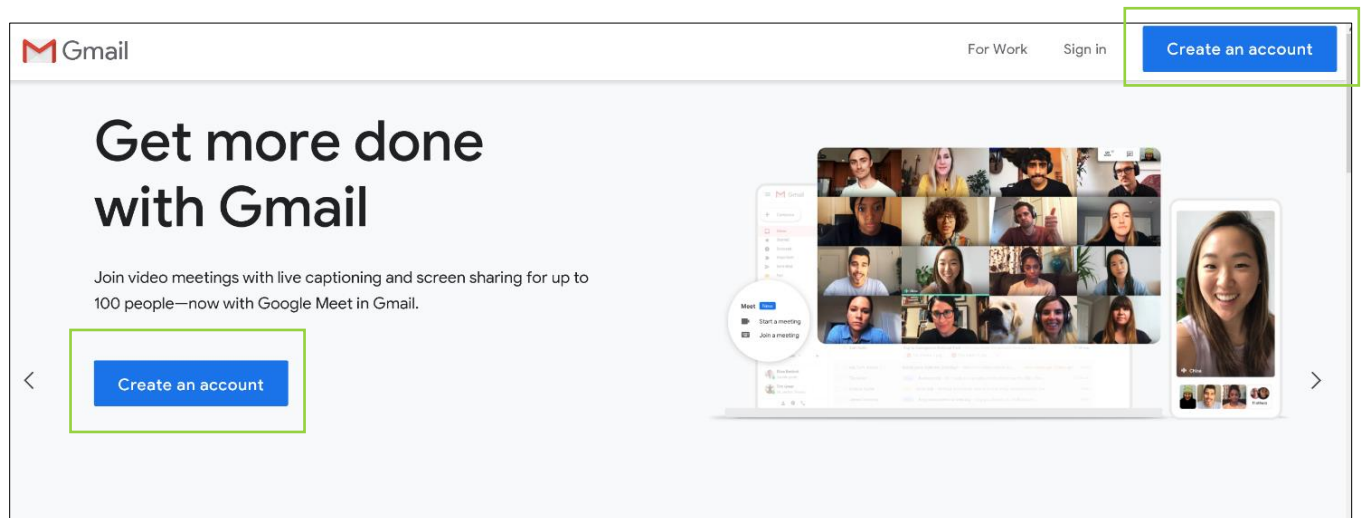 Gmail
For Work
Sign in
Create an account
Get more done
with Gmail
Join video meetings with live captioning and screen sharing for up to
100 people—now with Google Meet in Gmail.
Create an account
Gmail
Meet New
Start a meeting
Join a meeting